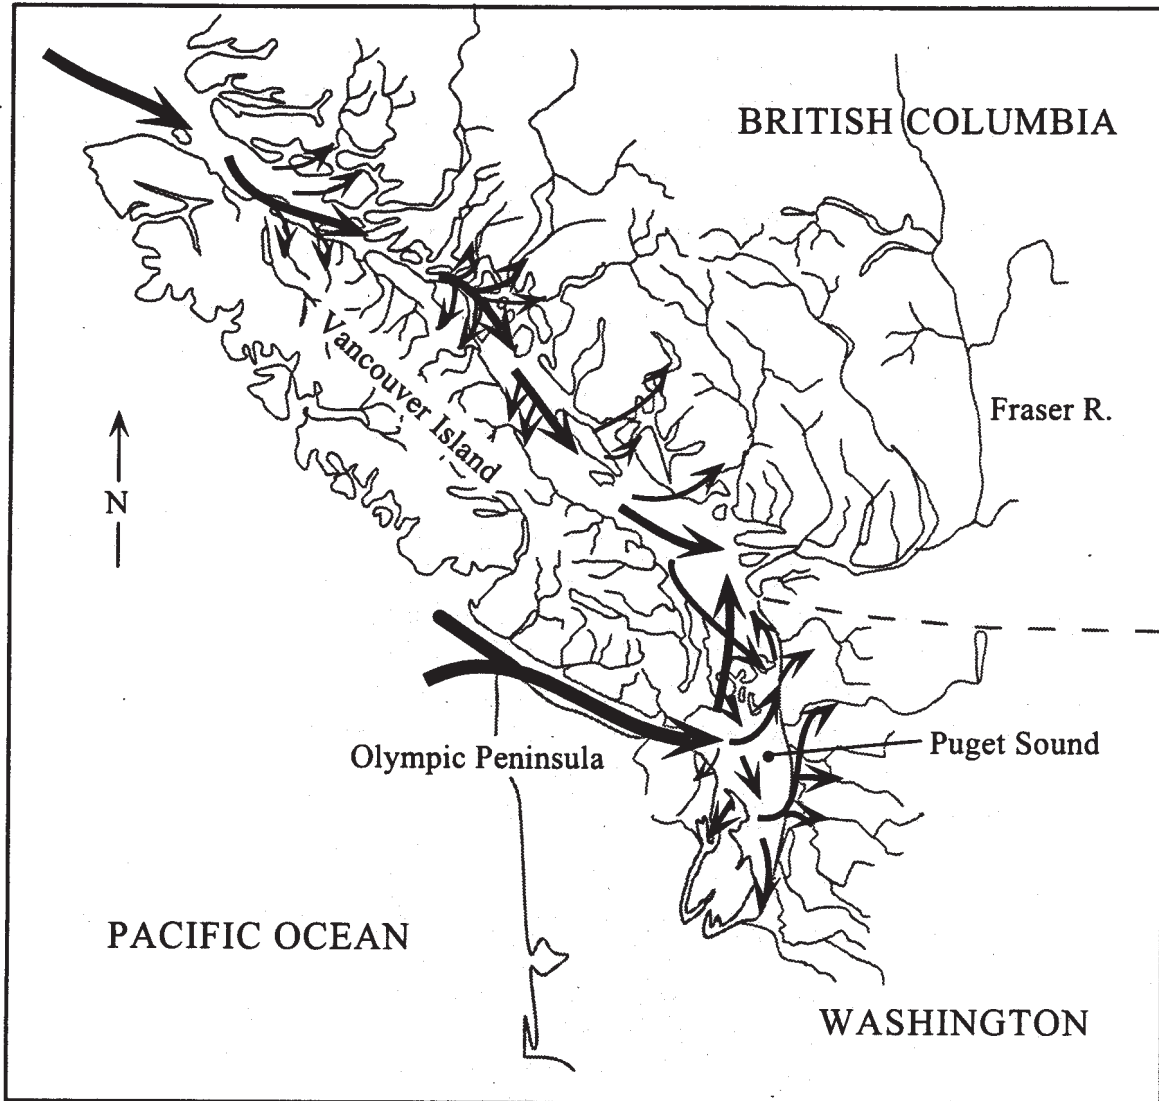 BRITISH COLUMBIA
Vancouver Island
Fraser R.
N
Olympic Peninsula
Puget Sound
PACIFIC OCEAN
WASHINGTON